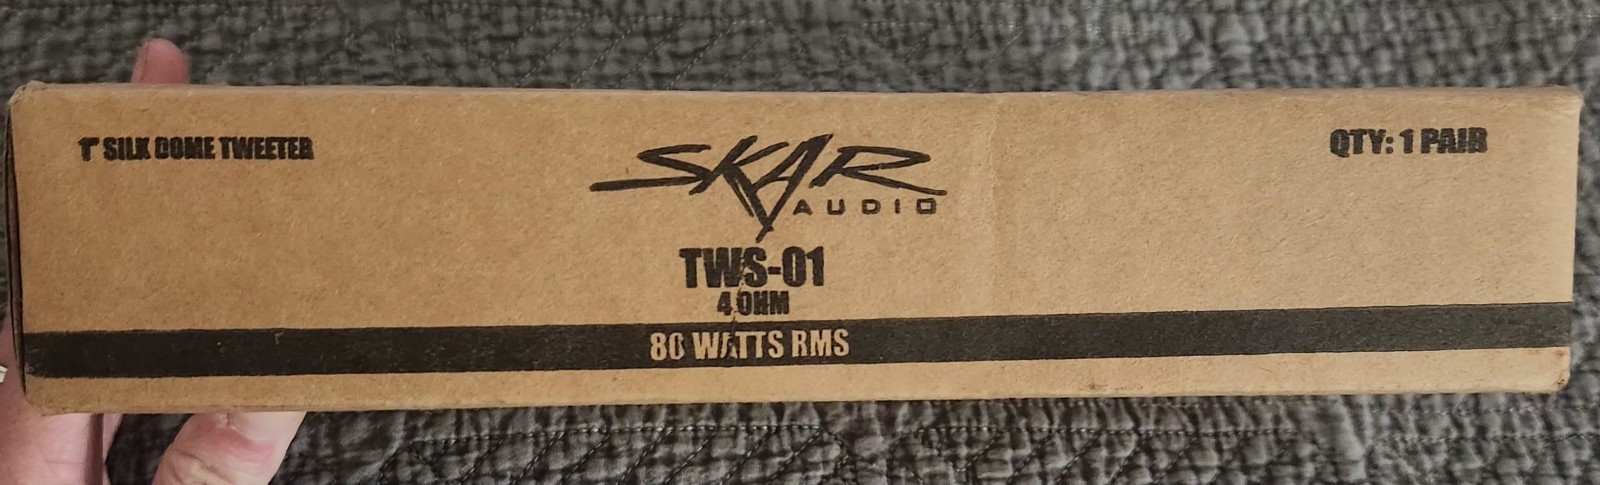 1" SILK DOME TWEETER
QTY: 1 PAIR
SKAR
AUDIO
TWS-01
4 OHM
80 WATTS RMS